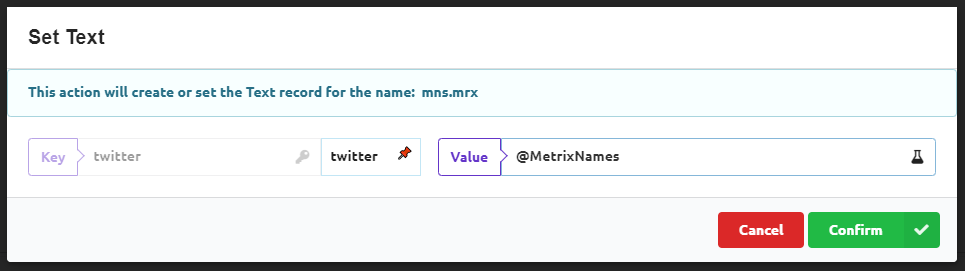 Set Text
This action will create or set the Text record for the name: mns.mrx
Key twitter twitter Value @MetrixNames
Cancel Confirm